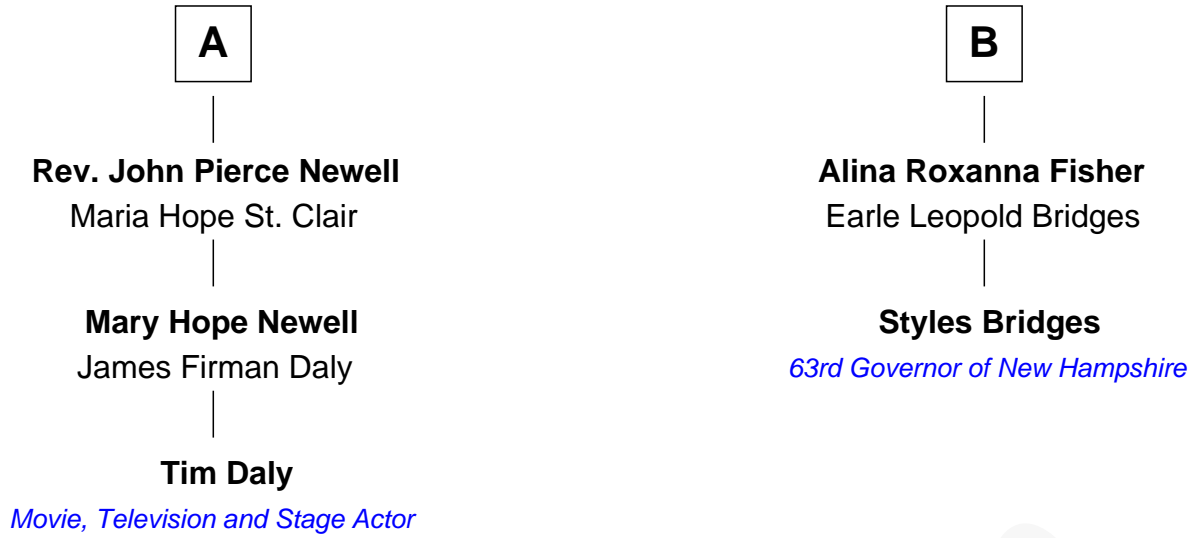 A
B
Rev. John Pierce Newell
Maria Hope St. Clair
Alina Roxanna Fisher
Earle Leopold Bridges
Mary Hope Newell
James Firman Daly
Styles Bridges
63rd Governor of New Hampshire
Tim Daly
Movie, Television and Stage Actor